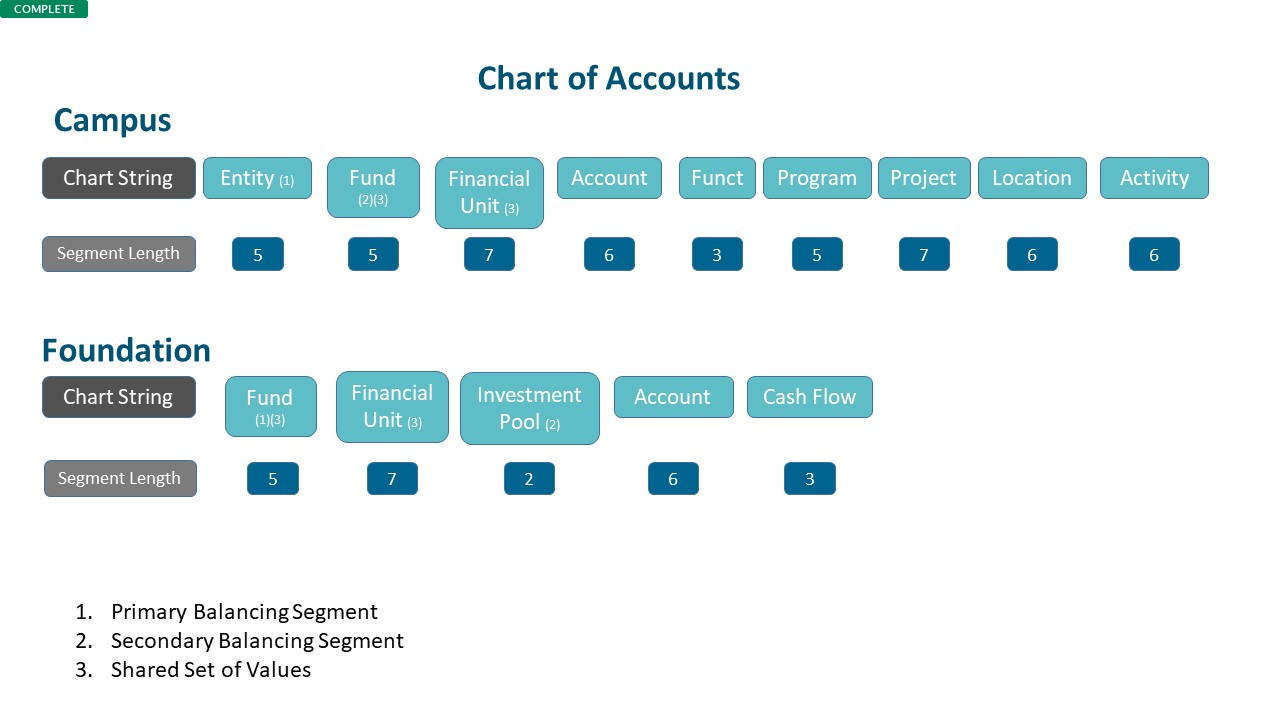 COMPLETE
Chart of Accounts
Campus
Chart String
Entity (1)
Fund
(2)(3)
Financial
Unit (3)
Account
Funct
Program
Project
Location
Activity
Segment Length
5
5
7
6
3
5
7
6
6
Foundation
Chart String
Fund
(1)(3)
Financial
Unit (3)
Investment
Pool (2)
Account
Cash Flow
Segment Length
5
7
2
6
3
1. Primary Balancing Segment
2. Secondary Balancing Segment
3. Shared Set of Values